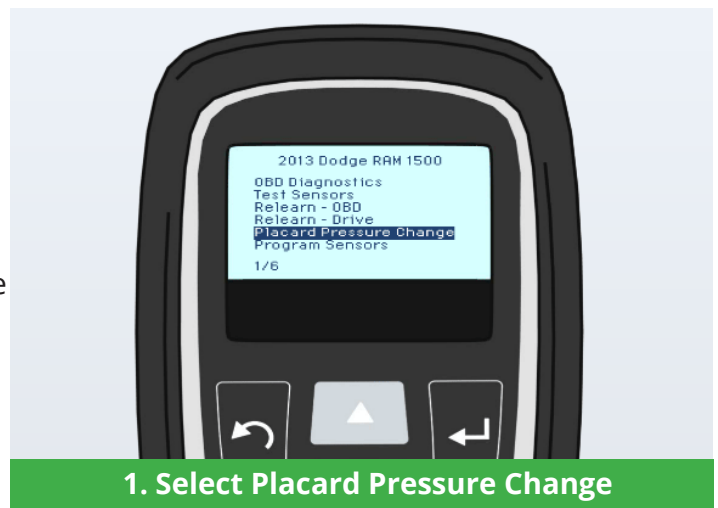 2013 Dodge RAM 1500
OBD Diagnostics
Test Sensors
Relearn - OBD
Relearn - Drive
Placard Pressure Change
Program Sensors
1/6
e
1. Select Placard Pressure Change